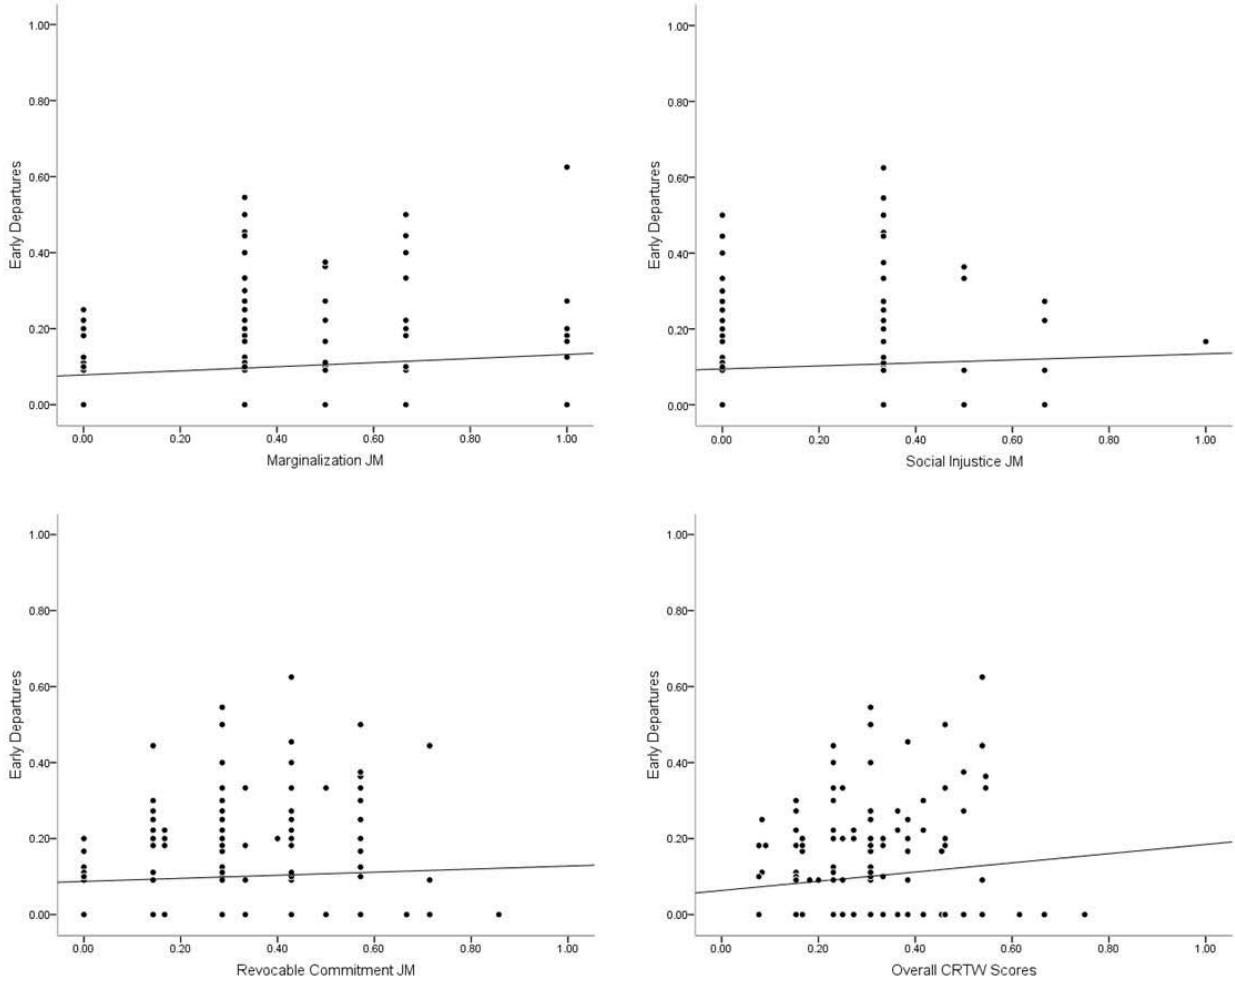 1.00
0.80
0.60
0.40
0.20
0.00
Early Departures
0.00 0.20 0.40 0.60 0.80 1.00
Marginalization JM
1.00
0.80
0.60
0.40
0.20
0.00
Early Departures
0.00 0.20 0.40 0.60 0.80 1.00
Social Injustice JM
1.00
0.80
0.60
0.40
0.20
0.00
Early Departures
0.00 0.20 0.40 0.60 0.80 1.00
Revocable Commitment JM
1.00
0.80
0.60
0.40
0.20
0.00
Early Departures
0.00 0.20 0.40 0.60 0.80 1.00
Overall CRTW Scores